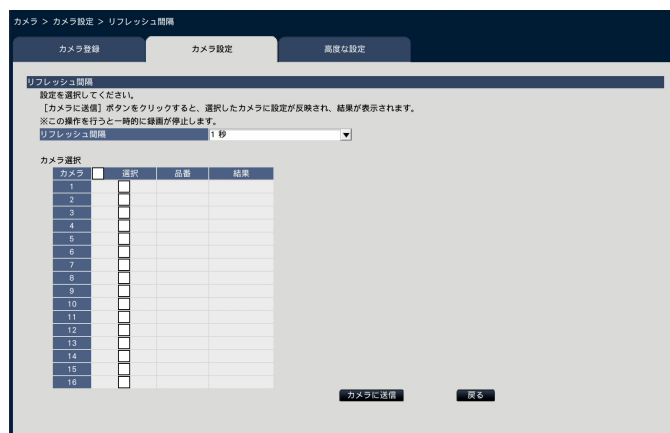 カメラ > カメラ設定 > リフレッシュ間隔
カメラ登録 カメラ設定 高度な設定
リフレッシュ間隔
設定を選択してください。
［カメラに送信］ボタンをクリックすると、選択したカメラに設定が反映され、結果が表示されます。
※この操作を行うと一時的に録画が停止します。
リフレッシュ間隔 1 秒
カメラ選択
カメラ 選択 品番 結果
1
2
3
4
5
6
7
8
9
10
11
12
13
14
15
16
カメラに送信 戻る